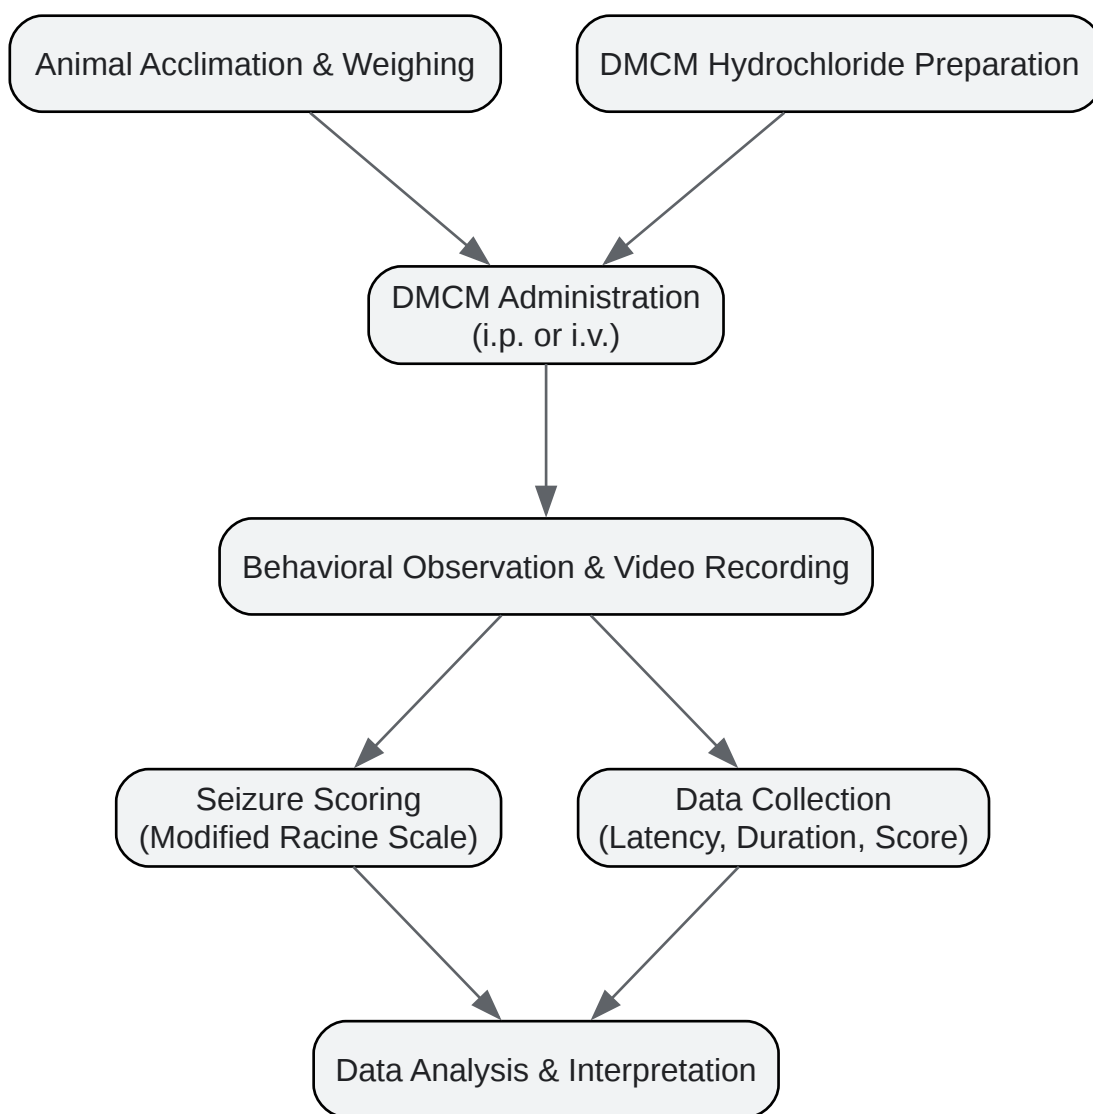 Animal Acclimation & Weighing
DMCM Hydrochloride Preparation
DMCM Administration
(i.p. or i.v.)
Behavioral Observation & Video Recording
Seizure Scoring
(Modified Racine Scale)
Data Collection
(Latency, Duration, Score)
Data Analysis & Interpretation